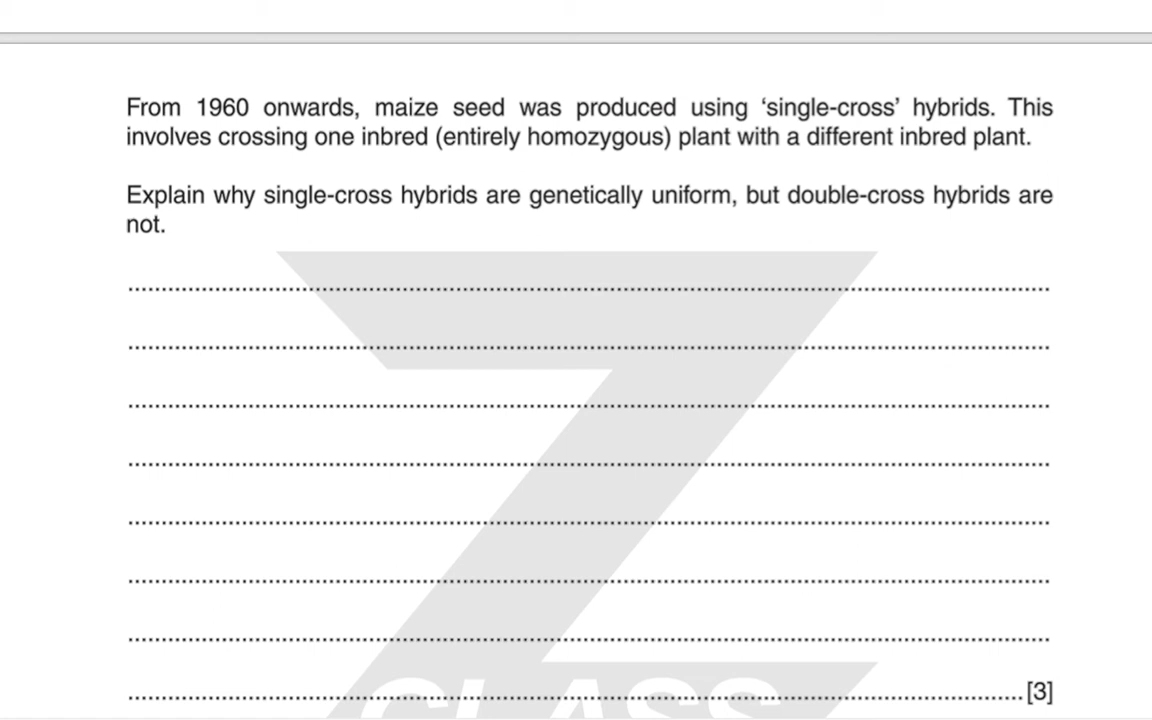 From 1960 onwards, maize seed was produced using ‘single-cross’ hybrids. This
involves crossing one inbred (entirely homozygous) plant with a different inbred plant.
Explain why single-cross hybrids are genetically uniform, but double-cross hybrids are
not.
[3]
CLASS